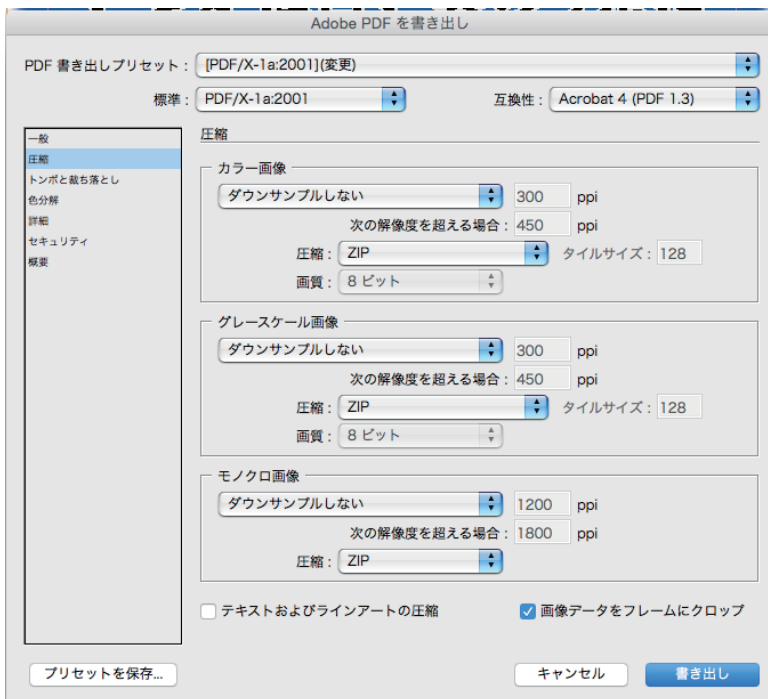 Adobe PDF を書き出し
PDF 書き出しプリセット : [PDF/X-1a:2001](変更)
標準 : PDF/X-1a:2001 互換性 : Acrobat 4 (PDF 1.3)
一般
圧縮
トンボと裁ち落とし
色分解
詳細
セキュリティ
概要
圧縮
カラー画像
ダウンサンプルしない 300 ppi
次の解像度を超える場合 : 450 ppi
圧縮 : ZIP タイルサイズ : 128
画質 : 8 ビット
グレースケール画像
ダウンサンプルしない 300 ppi
次の解像度を超える場合 : 450 ppi
圧縮 : ZIP タイルサイズ : 128
画質 : 8 ビット
モノクロ画像
ダウンサンプルしない 1200 ppi
次の解像度を超える場合 : 1800 ppi
圧縮 : ZIP
テキストおよびラインアートの圧縮 画像データをフレームにクロップ
プリセットを保存... キャンセル 書き出し